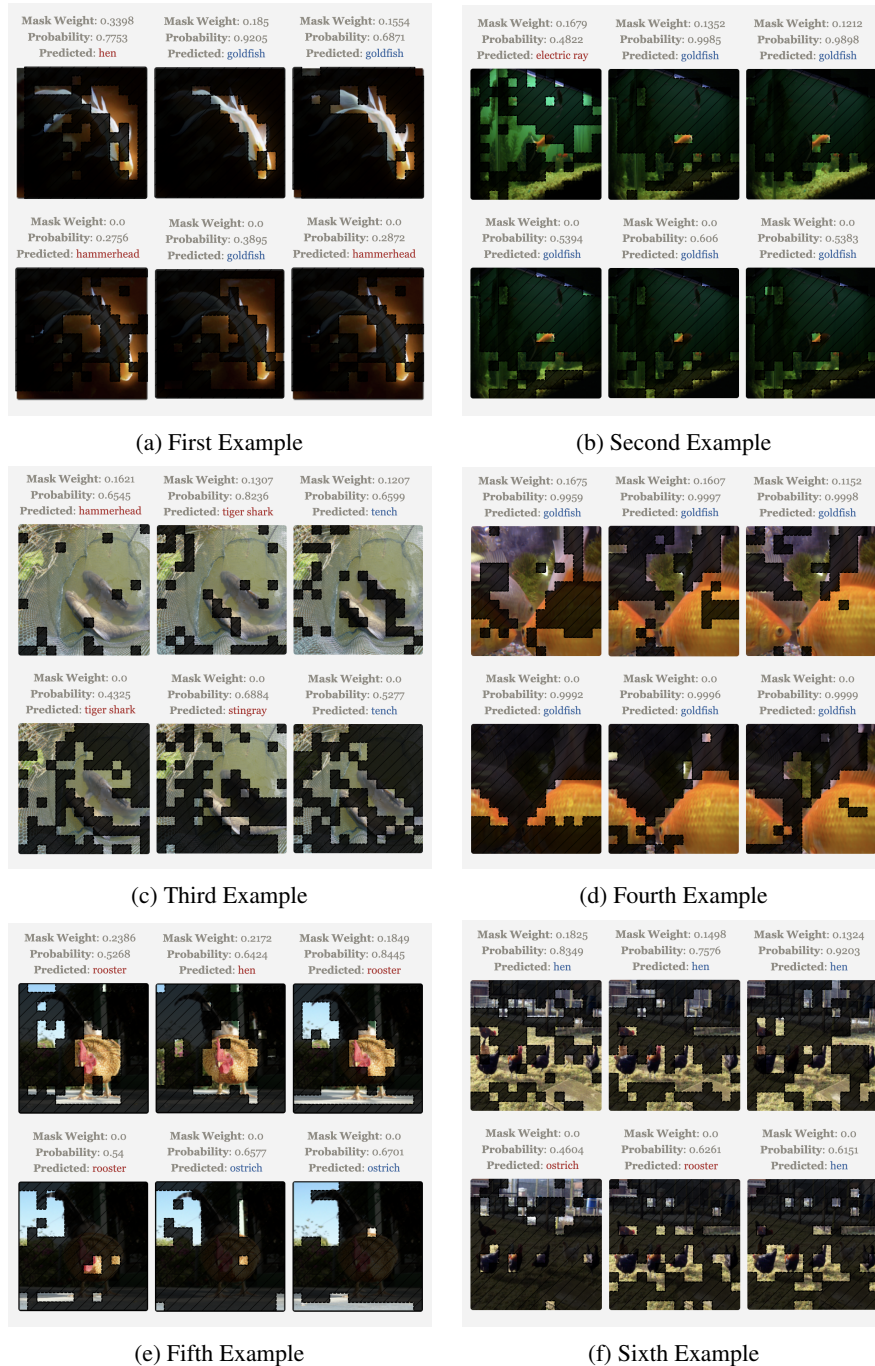 Mask Weight: 0.3398
Probability: 0.7753
Predicted: hen
Mask Weight: 0.185
Probability: 0.9205
Predicted: goldfish
Mask Weight: 0.1554
Probability: 0.6871
Predicted: goldfish
Mask Weight: 0.0
Probability: 0.2756
Predicted: hammerhead
Mask Weight: 0.0
Probability: 0.3895
Predicted: goldfish
Mask Weight: 0.0
Probability: 0.2872
Predicted: hammerhead
(a) First Example
Mask Weight: 0.1679
Probability: 0.4822
Predicted: electric ray
Mask Weight: 0.1352
Probability: 0.9985
Predicted: goldfish
Mask Weight: 0.1212
Probability: 0.9898
Predicted: goldfish
Mask Weight: 0.0
Probability: 0.5394
Predicted: goldfish
Mask Weight: 0.0
Probability: 0.606
Predicted: goldfish
Mask Weight: 0.0
Probability: 0.5383
Predicted: goldfish
(b) Second Example
Mask Weight: 0.1621
Probability: 0.6545
Predicted: hammerhead
Mask Weight: 0.1307
Probability: 0.8236
Predicted: tiger shark
Mask Weight: 0.1207
Probability: 0.6599
Predicted: tench
Mask Weight: 0.0
Probability: 0.4325
Predicted: tiger shark
Mask Weight: 0.0
Probability: 0.6884
Predicted: stingray
Mask Weight: 0.0
Probability: 0.5277
Predicted: tench
(c) Third Example
Mask Weight: 0.1675
Probability: 0.9959
Predicted: goldfish
Mask Weight: 0.1607
Probability: 0.9997
Predicted: goldfish
Mask Weight: 0.1152
Probability: 0.9998
Predicted: goldfish
Mask Weight: 0.0
Probability: 0.9992
Predicted: goldfish
Mask Weight: 0.0
Probability: 0.9996
Predicted: goldfish
Mask Weight: 0.0
Probability: 0.9999
Predicted: goldfish
(d) Fourth Example
Mask Weight: 0.2386
Probability: 0.5268
Predicted: rooster
Mask Weight: 0.2172
Probability: 0.6424
Predicted: hen
Mask Weight: 0.1849
Probability: 0.8445
Predicted: rooster
Mask Weight: 0.0
Probability: 0.54
Predicted: rooster
Mask Weight: 0.0
Probability: 0.6577
Predicted: ostrich
Mask Weight: 0.0
Probability: 0.6701
Predicted: ostrich
(e) Fifth Example
Mask Weight: 0.1825
Probability: 0.8349
Predicted: hen
Mask Weight: 0.1498
Probability: 0.7576
Predicted: hen
Mask Weight: 0.1324
Probability: 0.9203
Predicted: hen
Mask Weight: 0.0
Probability: 0.4604
Predicted: ostrich
Mask Weight: 0.0
Probability: 0.6261
Predicted: rooster
Mask Weight: 0.0
Probability: 0.6151
Predicted: hen
(f) Sixth Example